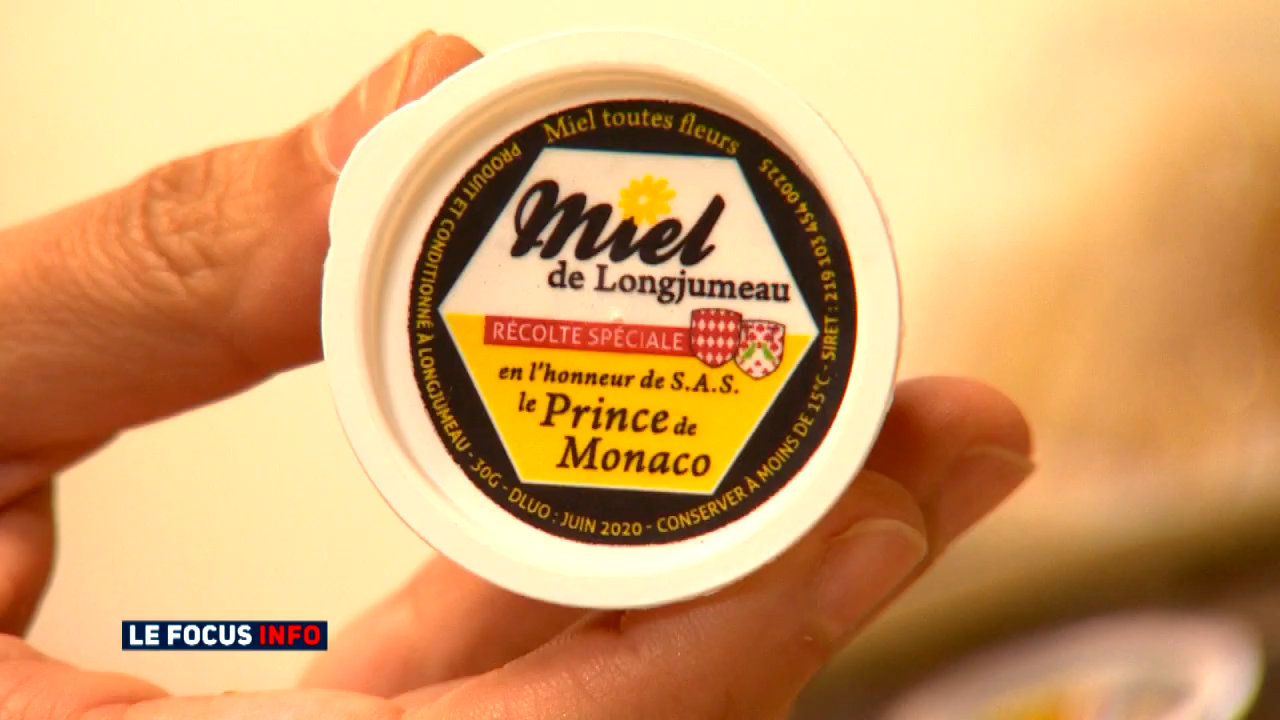 Miel toutes fleurs
Miel
de Longjumeau
RÉCOLTE SPÉCIALE
en l'honneur de S.A.S.
le Prince de
Monaco
PRODUIT ET CONDITIONNÉ À LONGJUMEAU - 30G - DLUO : JUIN 2020 - CONSERVER À MOINS DE 15°C - SIRET : 219 103 454 00225
LE FOCUS INFO